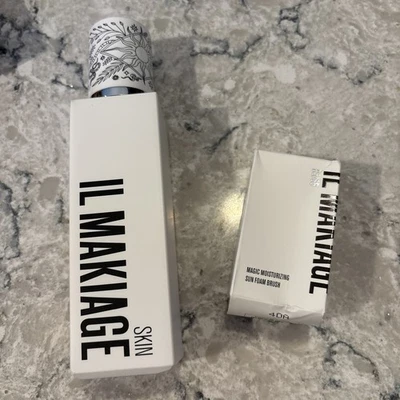 IL MAKIAGE
SKIN
IL MAKIAGE
MAGIC MOISTURIZING
SUN FOAM BRUSH